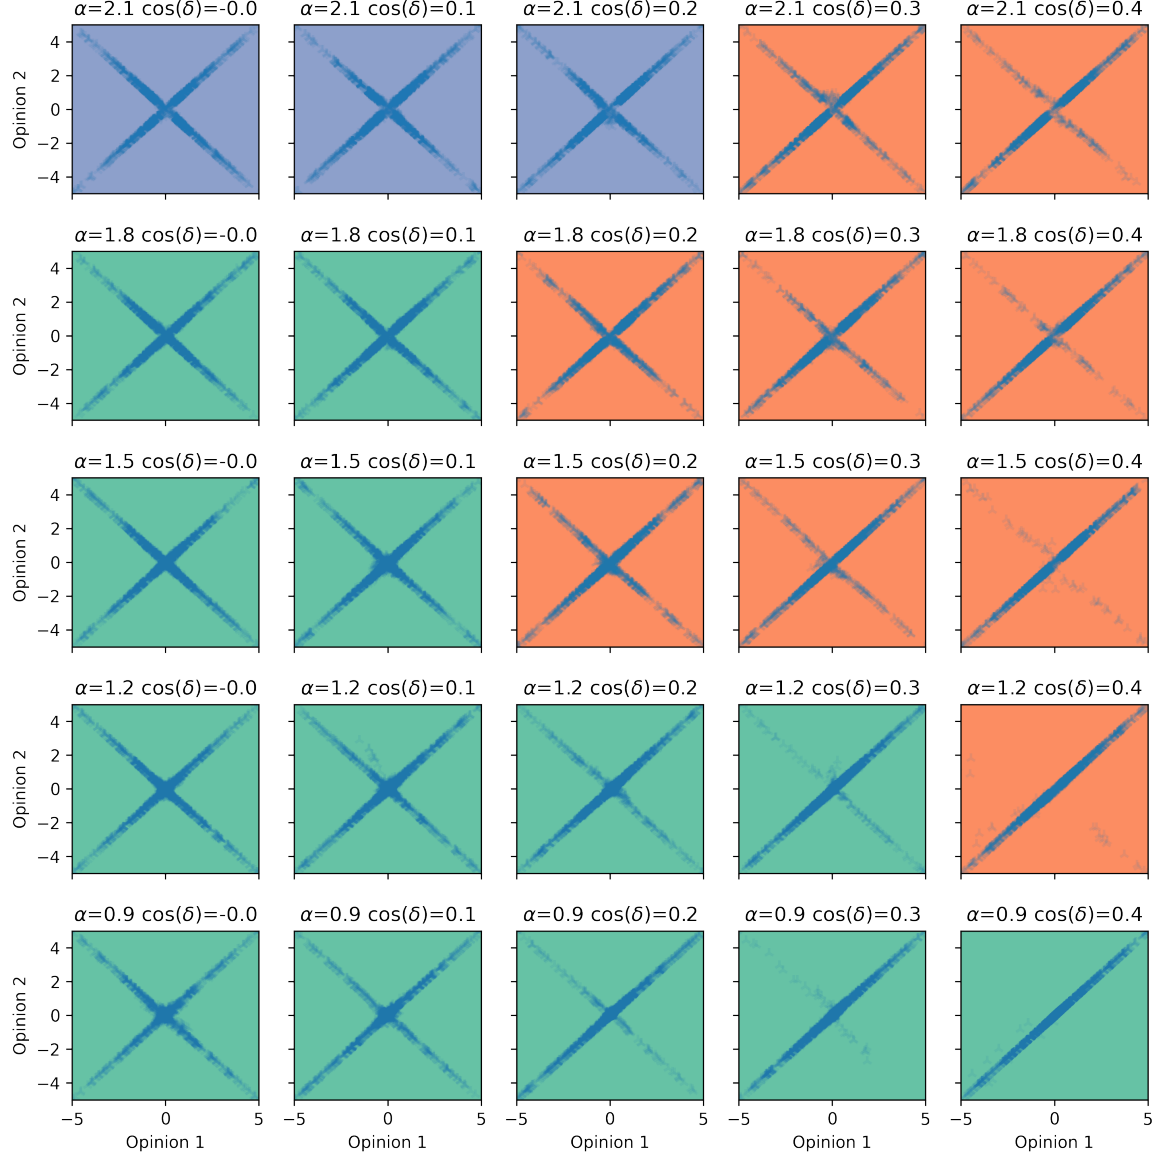 α=2.1 cos(δ)=-0.0 α=2.1 cos(δ)=0.1 α=2.1 cos(δ)=0.2 α=2.1 cos(δ)=0.3 α=2.1 cos(δ)=0.4
4
2
0
−2
−4
Opinion 2
α=1.8 cos(δ)=-0.0 α=1.8 cos(δ)=0.1 α=1.8 cos(δ)=0.2 α=1.8 cos(δ)=0.3 α=1.8 cos(δ)=0.4
4
2
0
−2
−4
Opinion 2
α=1.5 cos(δ)=-0.0 α=1.5 cos(δ)=0.1 α=1.5 cos(δ)=0.2 α=1.5 cos(δ)=0.3 α=1.5 cos(δ)=0.4
4
2
0
−2
−4
Opinion 2
α=1.2 cos(δ)=-0.0 α=1.2 cos(δ)=0.1 α=1.2 cos(δ)=0.2 α=1.2 cos(δ)=0.3 α=1.2 cos(δ)=0.4
4
2
0
−2
−4
Opinion 2
α=0.9 cos(δ)=-0.0 α=0.9 cos(δ)=0.1 α=0.9 cos(δ)=0.2 α=0.9 cos(δ)=0.3 α=0.9 cos(δ)=0.4
4
2
0
−2
−4
Opinion 2
−5 0 5 −5 0 5 −5 0 5 −5 0 5 −5 0 5
Opinion 1 Opinion 1 Opinion 1 Opinion 1 Opinion 1